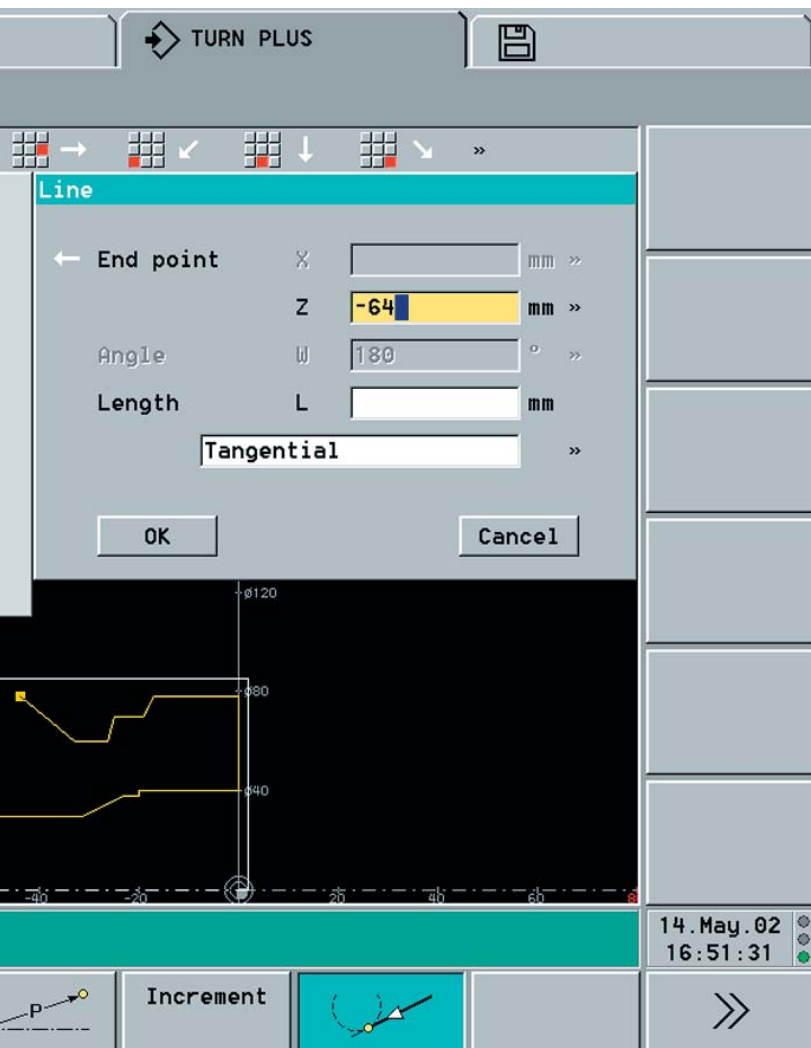 TURN PLUS
»
Line
End point X mm »
Z -64 mm »
Angle W 180 ° »
Length L mm
Tangential »
OK Cancel
ø120
ø80
ø40
-40 -20 20 40 60 8
14.May.02
16:51:31
P Increment